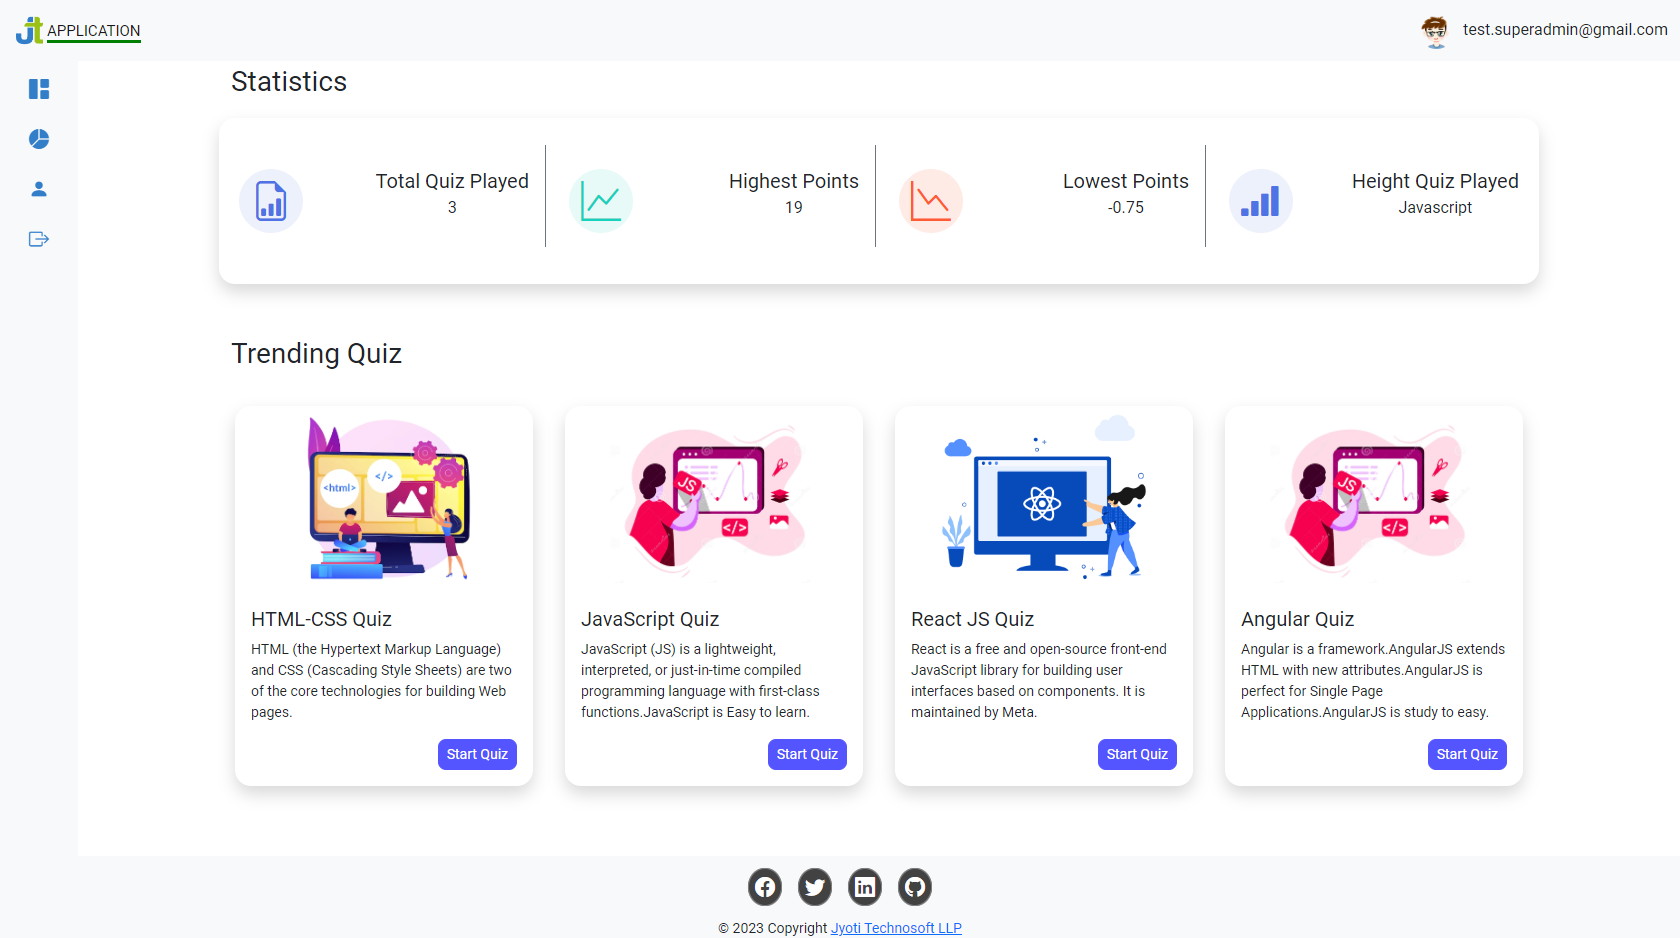 Jt APPLICATION
test.superadmin@gmail.com
Statistics
Total Quiz Played
3
Highest Points
19
Lowest Points
-0.75
Height Quiz Played
Javascript
Trending Quiz
<html>
</>
HTML-CSS Quiz
HTML (the Hypertext Markup Language)
and CSS (Cascading Style Sheets) are two
of the core technologies for building Web
pages.
Start Quiz
JS
</>
JavaScript Quiz
JavaScript (JS) is a lightweight,
interpreted, or just-in-time compiled
programming language with first-class
functions.JavaScript is Easy to learn.
Start Quiz
React JS Quiz
React is a free and open-source front-end
JavaScript library for building user
interfaces based on components. It is
maintained by Meta.
Start Quiz
JS
</>
Angular Quiz
Angular is a framework.AngularJS extends
HTML with new attributes.AngularJS is
perfect for Single Page
Applications.AngularJS is study to easy.
Start Quiz
© 2023 Copyright Jyoti Technosoft LLP